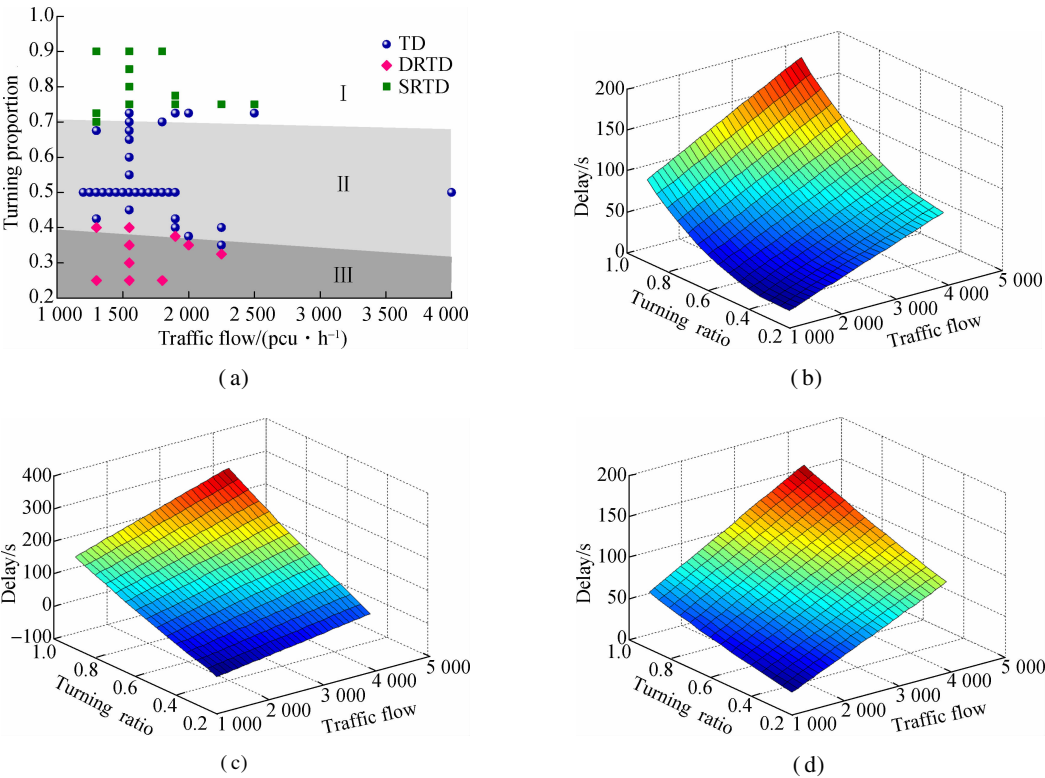 1.0
0.9
0.8
0.7
0.6
0.5
0.4
0.3
0.2
Turning proportion
TD
DRTD
SRTD
I
II
III
1 000 1 500 2 000 2 500 3 000 3 500 4 000
Traffic flow/(pcu · h⁻¹)
(a)
200
150
100
50
0
Delay/s
1.0
0.8
0.6
0.4
0.2
Turning ratio
1 000
2 000
3 000
4 000
5 000
Traffic flow
(b)
400
300
200
100
0
−100
Delay/s
1.0
0.8
0.6
0.4
0.2
Turning ratio
1 000
2 000
3 000
4 000
5 000
Traffic flow
(c)
200
150
100
50
0
Delay/s
1.0
0.8
0.6
0.4
0.2
Turning ratio
1 000
2 000
3 000
4 000
5 000
Traffic flow
(d)